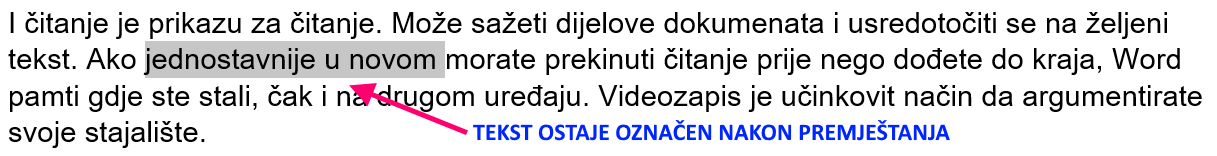 I čitanje je prikazu za čitanje. Može sažeti dijelove dokumenata i usredotočiti se na željeni
tekst. Ako jednostavnije u novom morate prekinuti čitanje prije nego dođete do kraja, Word
pamti gdje ste stali, čak i na drugom uređaju. Videozapis je učinkovit način da argumentirate
svoje stajalište.
TEKST OSTAJE OZNAČEN NAKON PREMJEŠTANJA